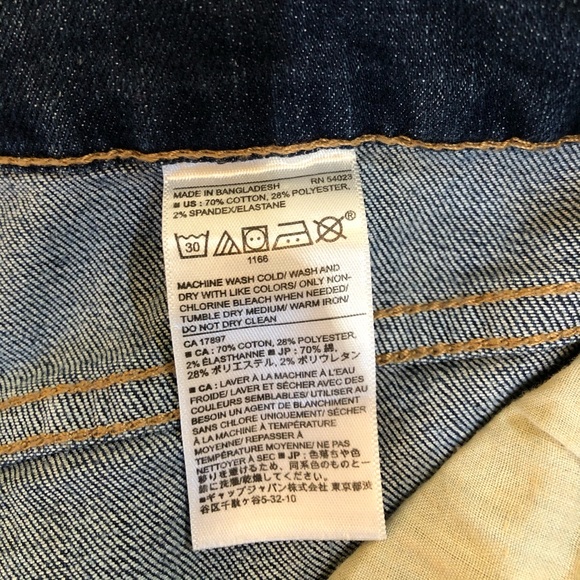 MADE IN BANGLADESH RN 54023
■ US : 70% COTTON, 28% POLYESTER,
2% SPANDEX/ELASTANE
30 ®
1166
MACHINE WASH COLD/ WASH AND
DRY WITH LIKE COLORS/ ONLY NON-
CHLORINE BLEACH WHEN NEEDED/
TUMBLE DRY MEDIUM/ WARM IRON/
DO NOT DRY CLEAN
CA 17897
■ CA : 70% COTTON, 28% POLYESTER,
2% ÉLASTHANNE ■ JP : 70% 綿,
28% ポリエステル, 2% ポリウレタン
■ CA : LAVER À LA MACHINE À L'EAU
FROIDE/ LAVER ET SÉCHER AVEC DES
COULEURS SEMBLABLES/ UTILISER AU
BESOIN UN AGENT DE BLANCHIMENT
SANS CHLORE UNIQUEMENT/ SÉCHER
À LA MACHINE À TEMPÉRATURE
MOYENNE/ REPASSER À
TEMPÉRATURE MOYENNE/ NE PAS
NETTOYER À SEC ■ JP : 色落ちや色
移りを避けるため、同系色のものと一
緒に洗濯/乾燥してください。
■ ギャップジャパン株式会社 東京都渋
谷区千駄ヶ谷5-32-10